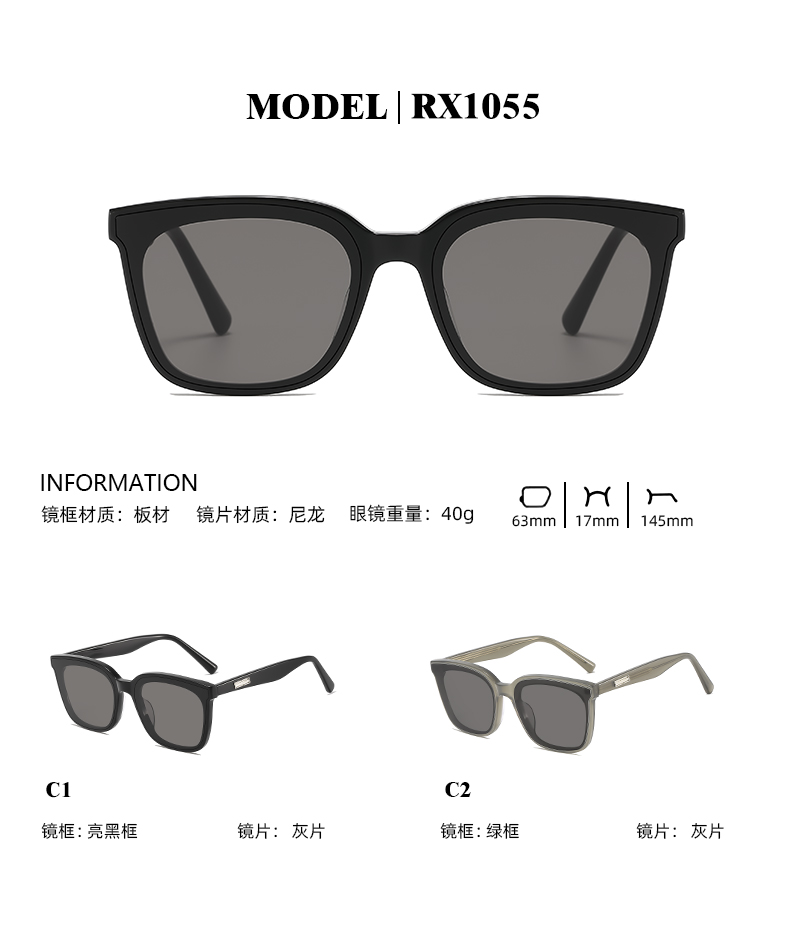 MODEL | RX1055
INFORMATION
镜框材质：板材 镜片材质：尼龙 眼镜重量：40g
63mm 17mm 145mm
C1
镜框：亮黑框 镜片： 灰片
C2
镜框：绿框 镜片： 灰片